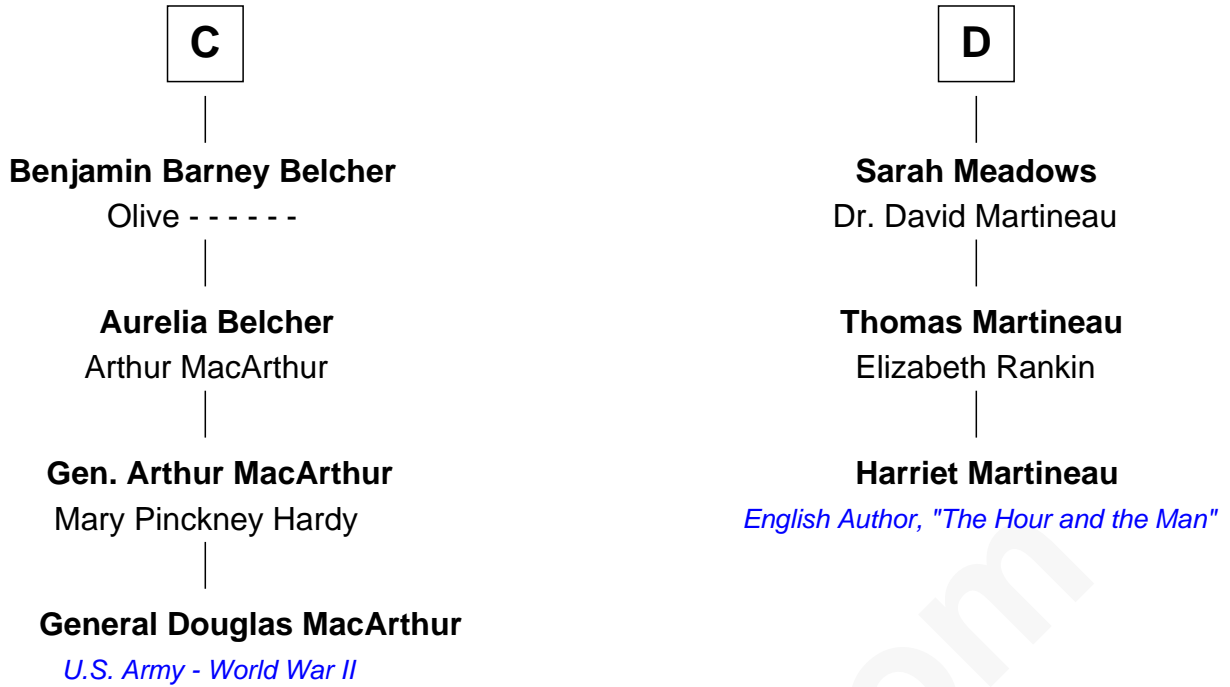 C
Benjamin Barney Belcher
Olive - - - - - -
Aurelia Belcher
Arthur MacArthur
Gen. Arthur MacArthur
Mary Pinckney Hardy
General Douglas MacArthur
U.S. Army - World War II
D
Sarah Meadows
Dr. David Martineau
Thomas Martineau
Elizabeth Rankin
Harriet Martineau
English Author, "The Hour and the Man"
om